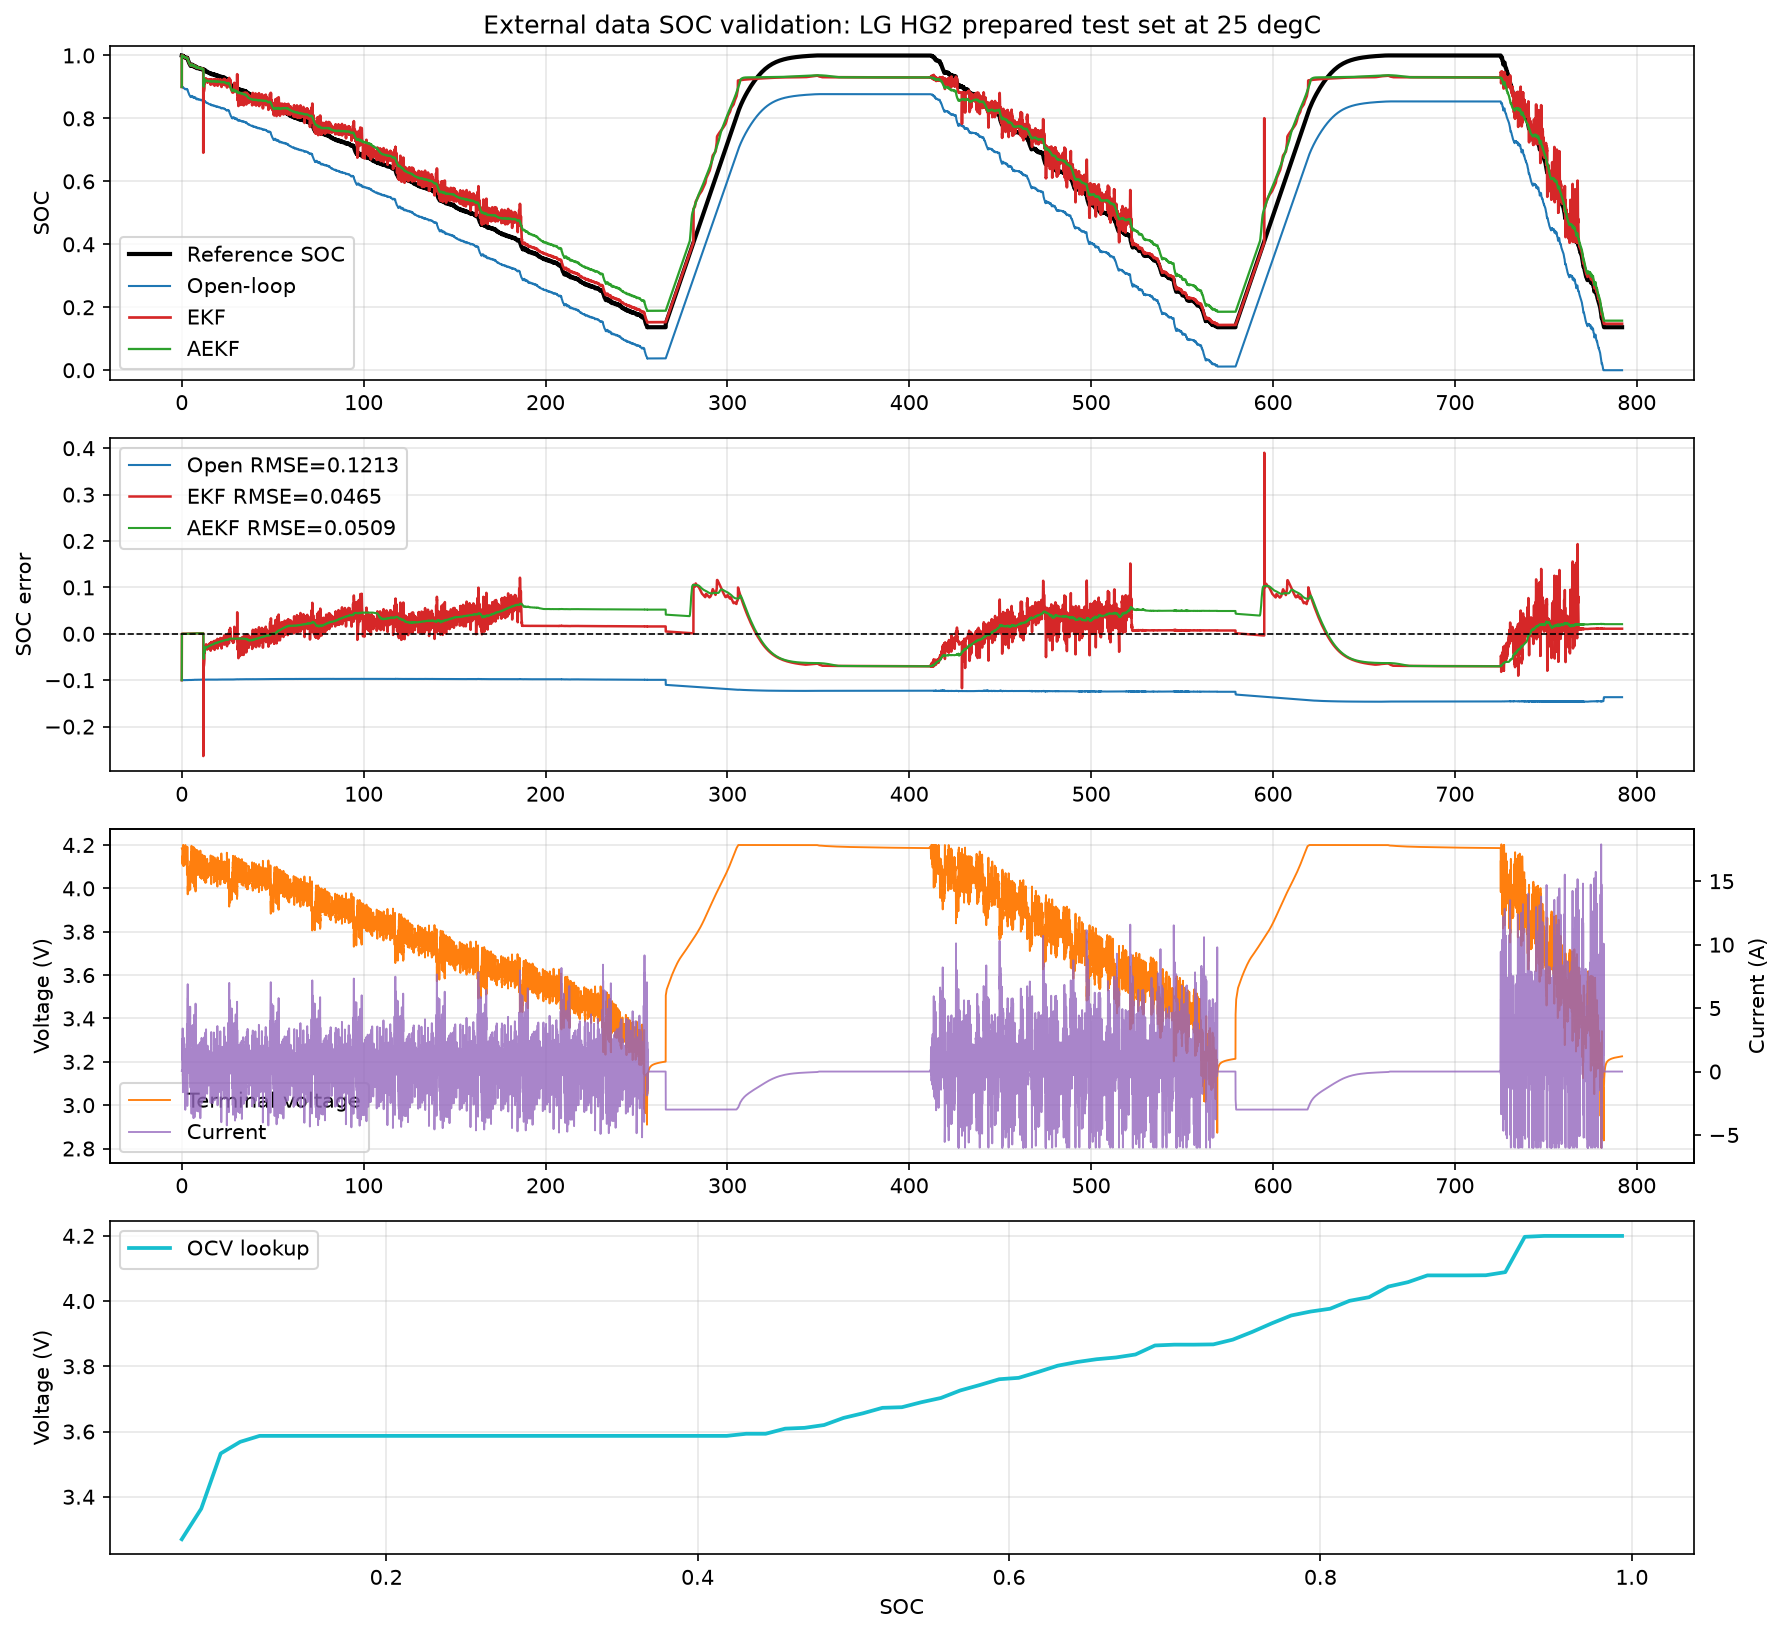 External data SOC validation: LG HG2 prepared test set at 25 degC
SOC
1.0
0.8
0.6
0.4
0.2
0.0
Reference SOC
Open-loop
EKF
AEKF
0 100 200 300 400 500 600 700 800
SOC error
0.4
0.3
0.2
0.1
0.0
−0.1
−0.2
Open RMSE=0.1213
EKF RMSE=0.0465
AEKF RMSE=0.0509
0 100 200 300 400 500 600 700 800
Voltage (V)
4.2
4.0
3.8
3.6
3.4
3.2
3.0
2.8
Terminal voltage
Current
15
10
5
0
−5
Current (A)
0 100 200 300 400 500 600 700 800
Voltage (V)
4.2
4.0
3.8
3.6
3.4
OCV lookup
0.2 0.4 0.6 0.8 1.0
SOC